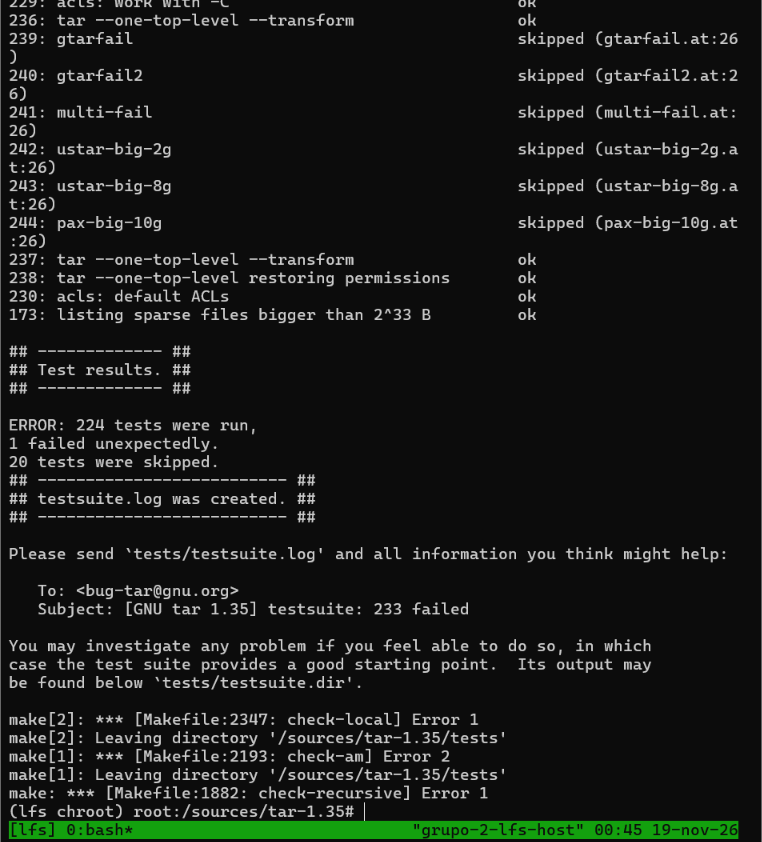 229: acls: work with -C                              ok
236: tar --one-top-level --transform                 ok
239: gtarfail                                        skipped (gtarfail.at:26
)
240: gtarfail2                                       skipped (gtarfail2.at:2
6)
241: multi-fail                                      skipped (multi-fail.at:
26)
242: ustar-big-2g                                    skipped (ustar-big-2g.a
t:26)
243: ustar-big-8g                                    skipped (ustar-big-8g.a
t:26)
244: pax-big-10g                                     skipped (pax-big-10g.at
:26)
237: tar --one-top-level --transform                 ok
238: tar --one-top-level restoring permissions       ok
230: acls: default ACLs                              ok
173: listing sparse files bigger than 2^33 B         ok

## ------------- ##
## Test results. ##
## ------------- ##

ERROR: 224 tests were run,
1 failed unexpectedly.
20 tests were skipped.
## -------------------------- ##
## testsuite.log was created. ##
## -------------------------- ##

Please send `tests/testsuite.log' and all information you think might help:

   To: <bug-tar@gnu.org>
   Subject: [GNU tar 1.35] testsuite: 233 failed

You may investigate any problem if you feel able to do so, in which
case the test suite provides a good starting point.  Its output may
be found below `tests/testsuite.dir'.

make[2]: *** [Makefile:2347: check-local] Error 1
make[2]: Leaving directory '/sources/tar-1.35/tests'
make[1]: *** [Makefile:2193: check-am] Error 2
make[1]: Leaving directory '/sources/tar-1.35/tests'
make: *** [Makefile:1882: check-recursive] Error 1
(lfs chroot) root:/sources/tar-1.35#
[lfs] 0:bash*                             "grupo-2-lfs-host" 00:45 19-nov-26